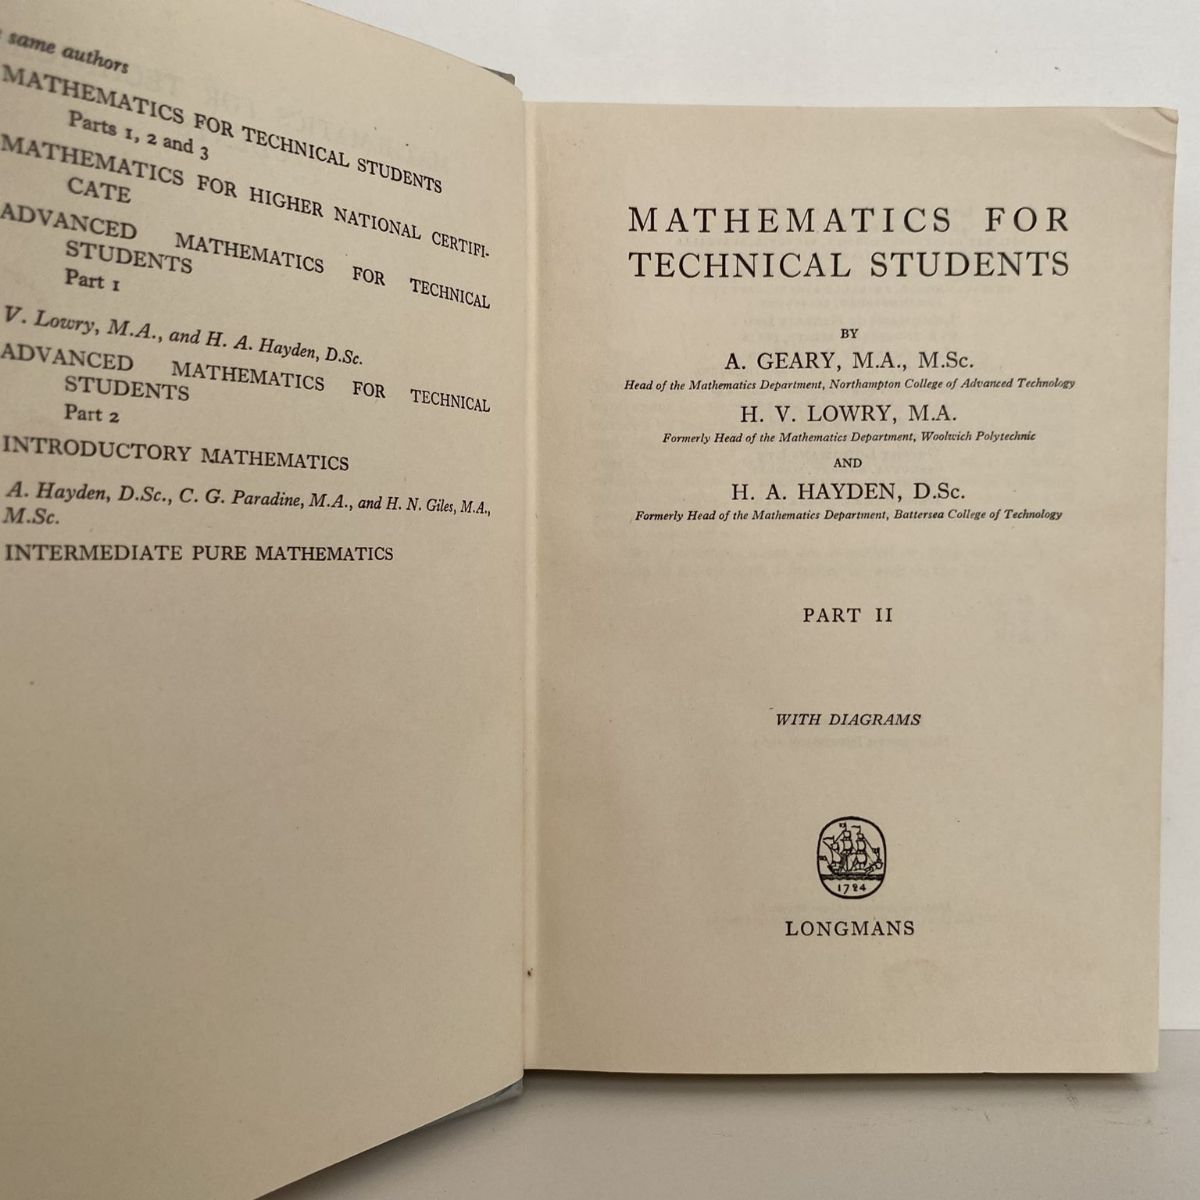 same authors
MATHEMATICS FOR TECHNICAL STUDENTS
Parts 1, 2 and 3
MATHEMATICS FOR HIGHER NATIONAL CERTIFI-
CATE
ADVANCED MATHEMATICS FOR TECHNICAL
STUDENTS
Part 1
V. Lowry, M.A., and H. A. Hayden, D.Sc.
ADVANCED MATHEMATICS FOR TECHNICAL
STUDENTS
Part 2
INTRODUCTORY MATHEMATICS
A. Hayden, D.Sc., C. G. Paradine, M.A., and H. N. Giles, M.A.,
M.Sc.
INTERMEDIATE PURE MATHEMATICS
MATHEMATICS FOR
TECHNICAL STUDENTS
BY
A. GEARY, M.A., M.Sc.
Head of the Mathematics Department, Northampton College of Advanced Technology
H. V. LOWRY, M.A.
Formerly Head of the Mathematics Department, Woolwich Polytechnic
AND
H. A. HAYDEN, D.Sc.
Formerly Head of the Mathematics Department, Battersea College of Technology
PART II
WITH DIAGRAMS
1724
LONGMANS